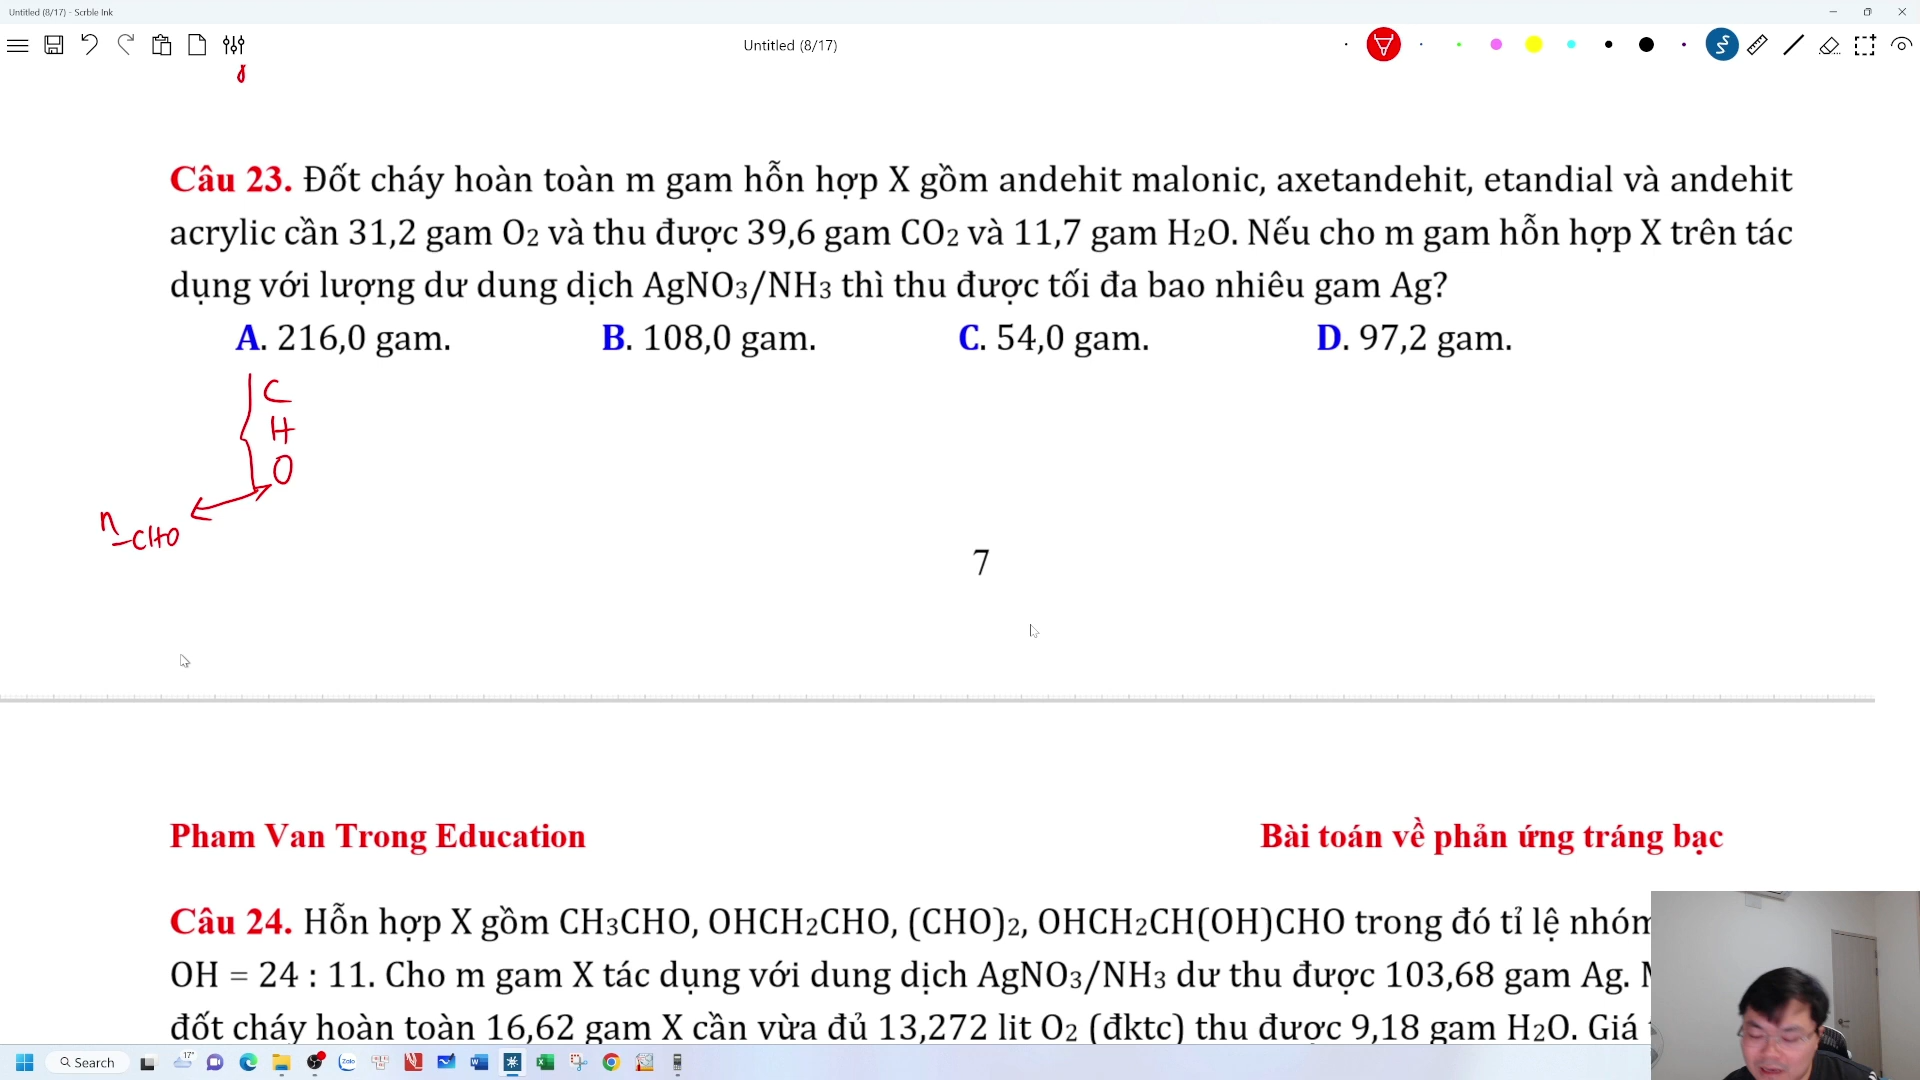 Untitled (8/17) - Scrble Ink
Untitled (8/17)
Câu 23. Đốt cháy hoàn toàn m gam hỗn hợp X gồm andehit malonic, axetandehit, etandial và andehit
acrylic cần 31,2 gam O2 và thu được 39,6 gam CO2 và 11,7 gam H2O. Nếu cho m gam hỗn hợp X trên tác
dụng với lượng dư dung dịch AgNO3/NH3 thì thu được tối đa bao nhiêu gam Ag?
A. 216,0 gam. B. 108,0 gam. C. 54,0 gam. D. 97,2 gam.
C
H
O
n
-CHO
7
Pham Van Trong Education Bài toán về phản ứng tráng bạc
Câu 24. Hỗn hợp X gồm CH3CHO, OHCH2CHO, (CHO)2, OHCH2CH(OH)CHO trong đó tỉ lệ nhóm
OH = 24 : 11. Cho m gam X tác dụng với dung dịch AgNO3/NH3 dư thu được 103,68 gam Ag.
đốt cháy hoàn toàn 16,62 gam X cần vừa đủ 13,272 lit O2 (đktc) thu được 9,18 gam H2O. Giá
Search
17°
Zalo